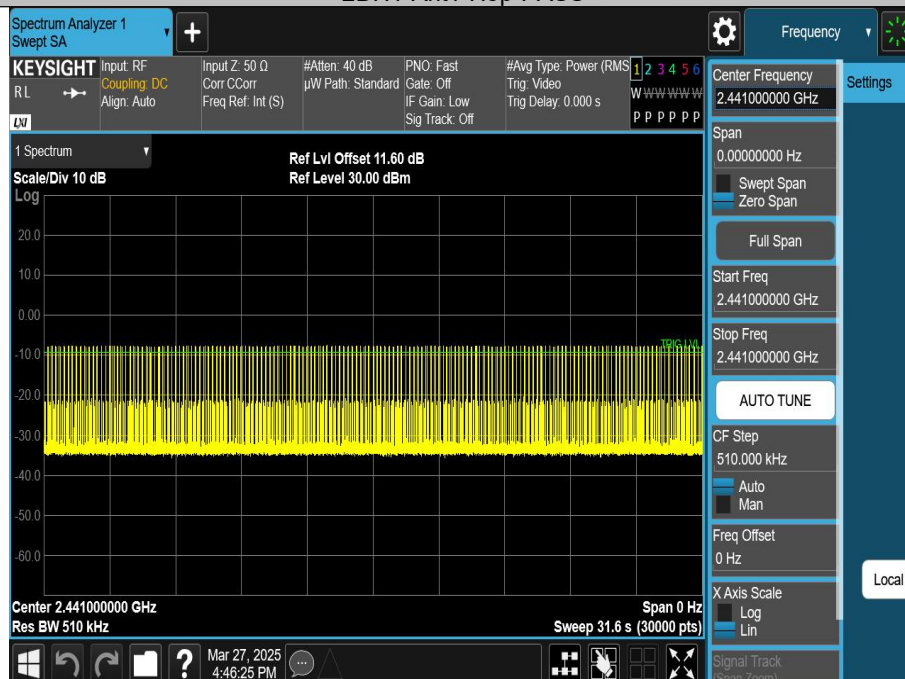 Spectrum Analyzer 1
Swept SA
Frequency
KEYSIGHT
RL
LXI
Input: RF
Coupling: DC
Align: Auto
Input Z: 50 Ω
Corr CCorr
Freq Ref: Int (S)
#Atten: 40 dB
µW Path: Standard
PNO: Fast
Gate: Off
IF Gain: Low
Sig Track: Off
#Avg Type: Power (RMS
Trig: Video
Trig Delay: 0.000 s
1 2 3 4 5 6
W W W W W W
P P P P P P
Center Frequency
2.441000000 GHz
Settings
Span
0.00000000 Hz
Swept Span
Zero Span
Full Span
Start Freq
2.441000000 GHz
Stop Freq
2.441000000 GHz
AUTO TUNE
CF Step
510.000 kHz
Auto
Man
Freq Offset
0 Hz
Local
X Axis Scale
Log
Lin
Signal Track
(Span Zoom)
1 Spectrum
Scale/Div 10 dB
Ref Lvl Offset 11.60 dB
Ref Level 30.00 dBm
Log
20.0
10.0
0.00
TRIG LVL
-10.0
-20.0
-30.0
-40.0
-50.0
-60.0
Center 2.441000000 GHz
Span 0 Hz
Res BW 510 kHz
Sweep 31.6 s (30000 pts)
Mar 27, 2025
4:46:25 PM